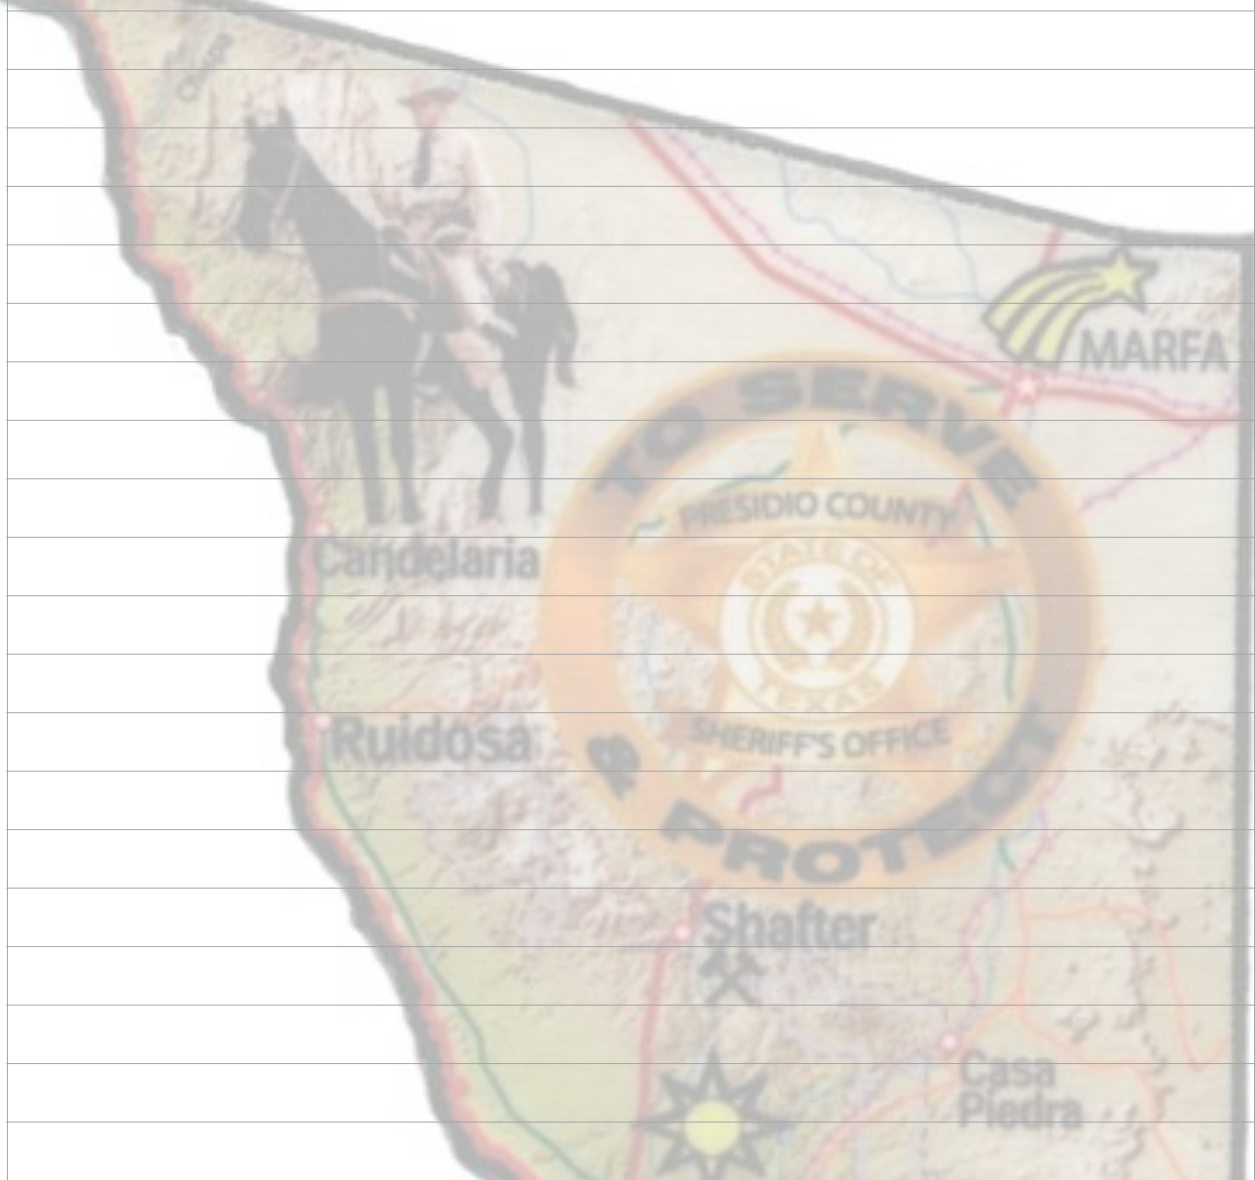 TO SERVE
MARFA
PRESIDIO COUNTY
Candelaria
STATE OF
TEXAS
Ruidosa
SHERIFF'S OFFICE
& PROTECT
Shafter
Casa
Piedra